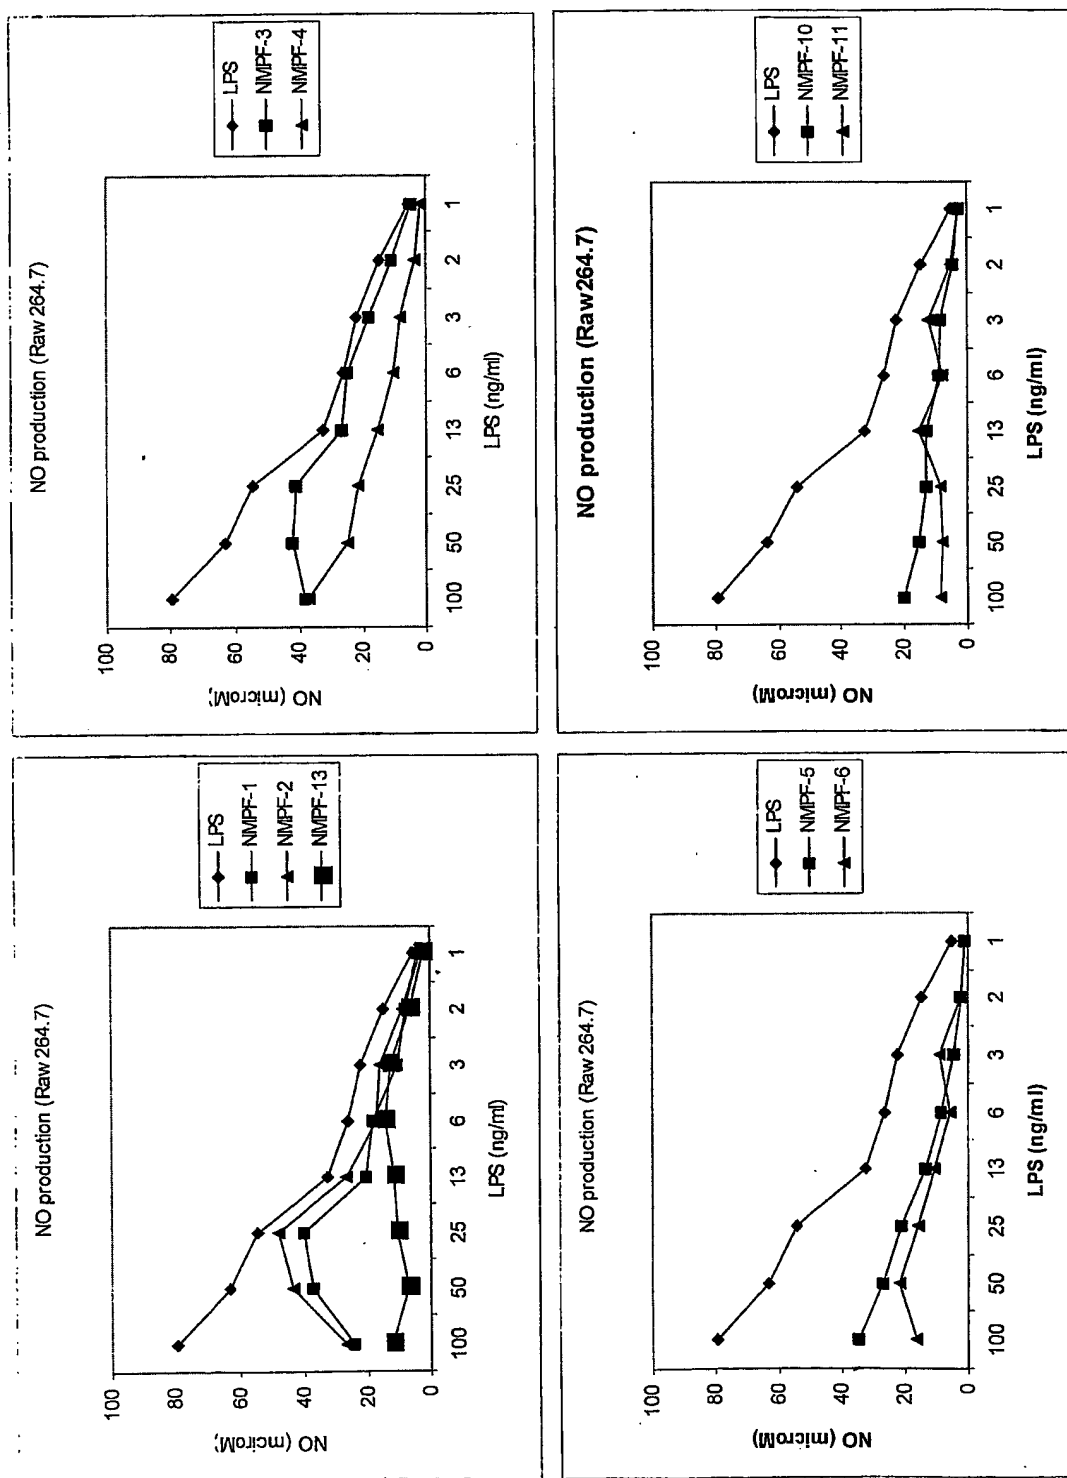 NO production (Raw 264.7)
NO (mciroM)
100
80
60
40
20
0
100
50
25
13
6
3
2
1
LPS (ng/ml)
LPS
NMPF-1
NMPF-2
NMPF-13
NO production (Raw 264.7)
NO (microM)
100
80
60
40
20
0
100
50
25
13
6
3
2
1
LPS (ng/ml)
LPS
NMPF-3
NMPF-4
NO production (Raw 264.7)
NO (microM)
100
80
60
40
20
0
100
50
25
13
6
3
2
1
LPS (ng/ml)
LPS
NMPF-5
NMPF-6
NO production (Raw264.7)
NO (microM)
100
80
60
40
20
0
100
50
25
13
6
3
2
1
LPS (ng/ml)
LPS
NMPF-10
NMPF-11